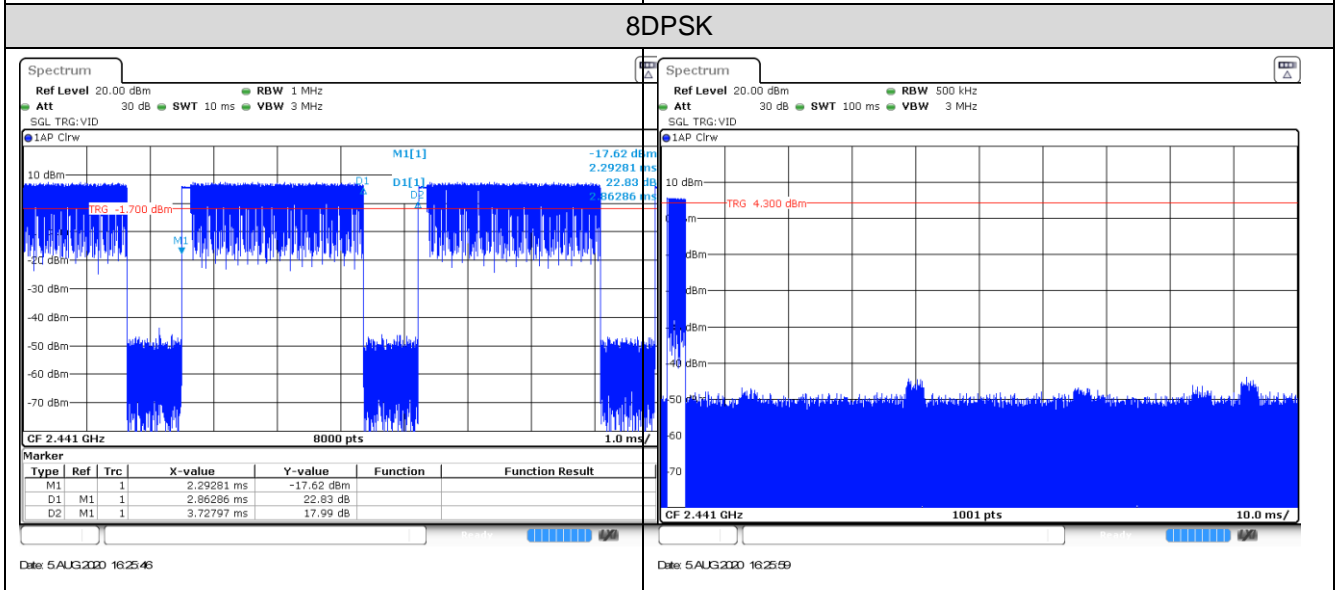 8DPSK
Spectrum
Ref Level 20.00 dBm RBW 1 MHz
Att 30 dB SWT 10 ms VBW 3 MHz
SGL TRG:VID
1AP Clrw
M1[1] -17.62 dBm
2.29281 ms
D1[1] 22.83 dB
2.86286 ms
10 dBm
D1
D2
TRG -1.700 dBm
M1
-20 dBm
-30 dBm
-40 dBm
-50 dBm
-60 dBm
-70 dBm
CF 2.441 GHz 8000 pts 1.0 ms/
Marker
Type Ref Trc X-value Y-value Function Function Result
M1 1 2.29281 ms -17.62 dBm
D1 M1 1 2.86286 ms 22.83 dB
D2 M1 1 3.72797 ms 17.99 dB
Date: 5.AUG.2020 16:25:46
Spectrum
Ref Level 20.00 dBm RBW 500 kHz
Att 30 dB SWT 100 ms VBW 3 MHz
SGL TRG:VID
1AP Clrw
10 dBm
TRG 4.300 dBm
dBm
dBm
dBm
-40 dBm
-50
-60
-70
CF 2.441 GHz 1001 pts 10.0 ms/
Date: 5.AUG.2020 16:25:59